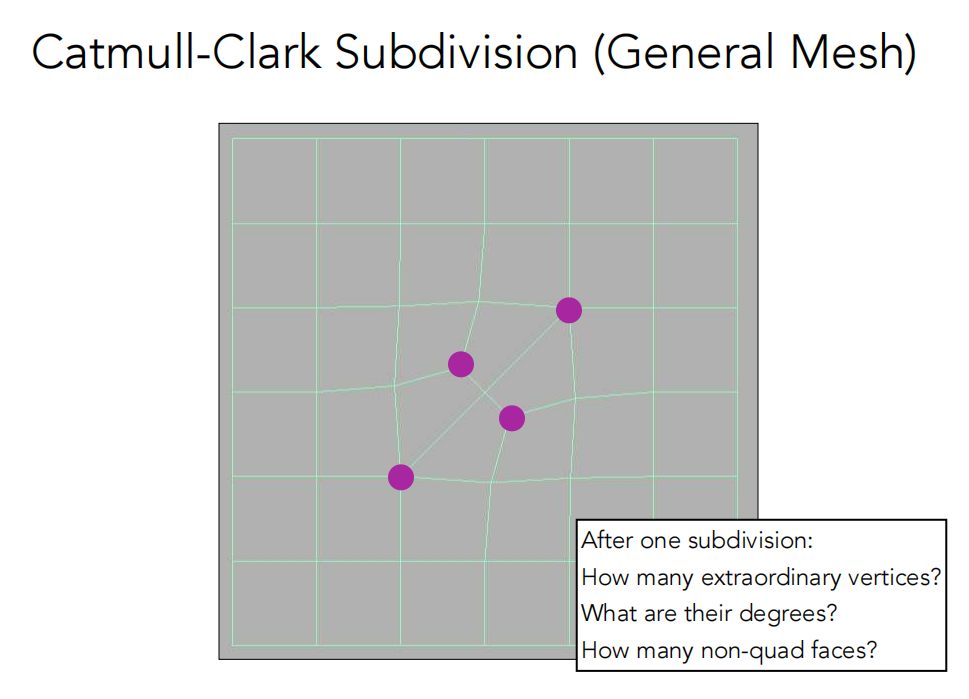 Catmull-Clark Subdivision (General Mesh)
After one subdivision:
How many extraordinary vertices?
What are their degrees?
How many non-quad faces?